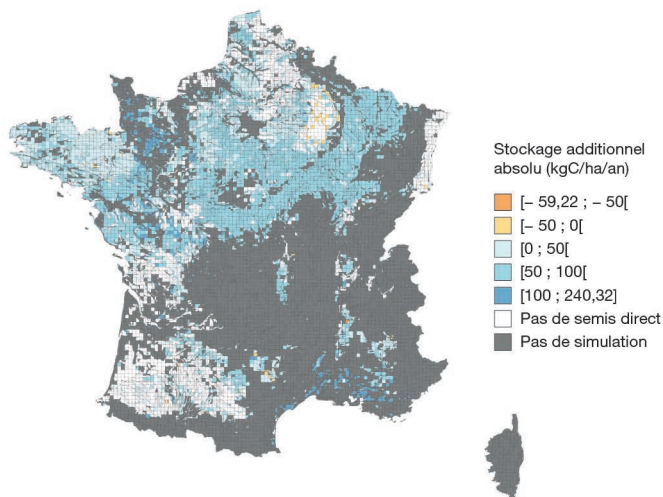 Stockage additionnel
absolu (kgC/ha/an)
[– 59,22 ; – 50[
[– 50 ; 0[
[0 ; 50[
[50 ; 100[
[100 ; 240,32]
Pas de semis direct
Pas de simulation